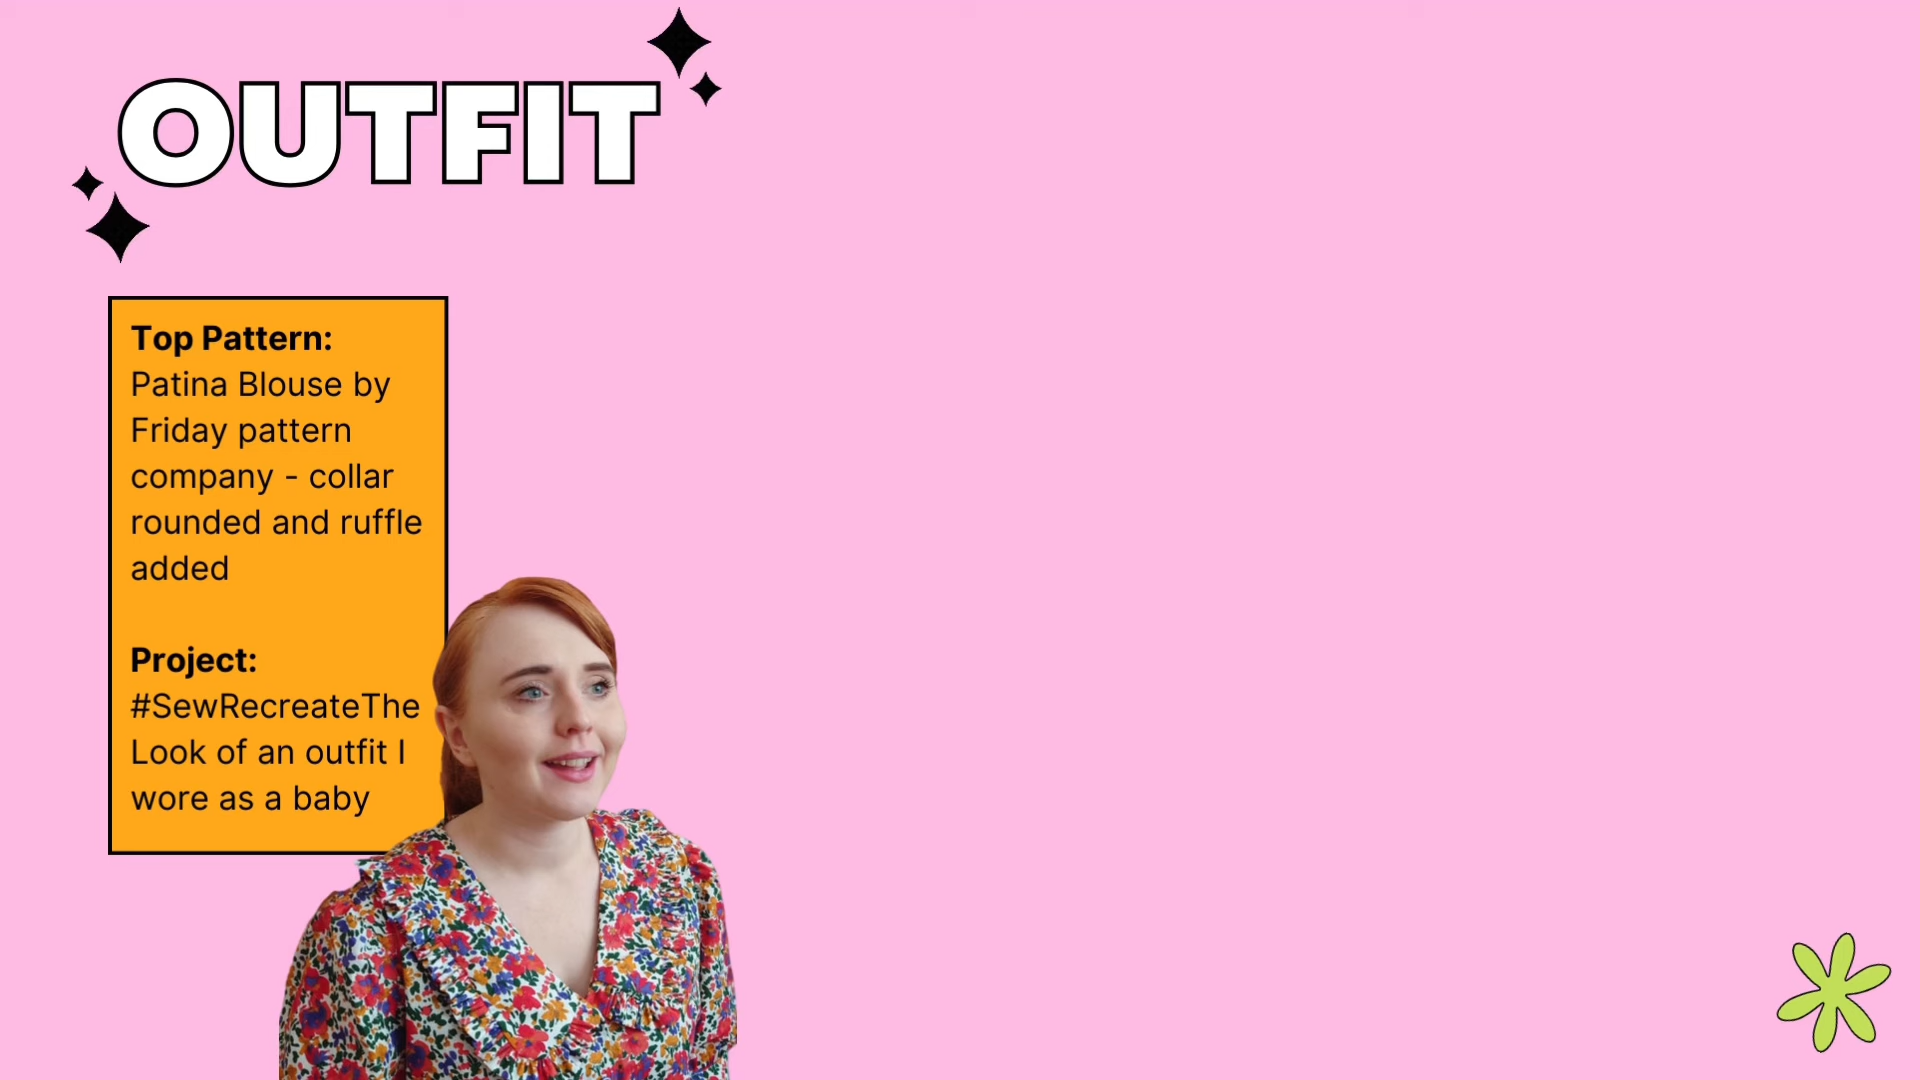 OUTFIT
Top Pattern:
Patina Blouse by
Friday pattern
company - collar
rounded and ruffle
added
Project:
#SewRecreateThe
Look of an outfit I
wore as a baby